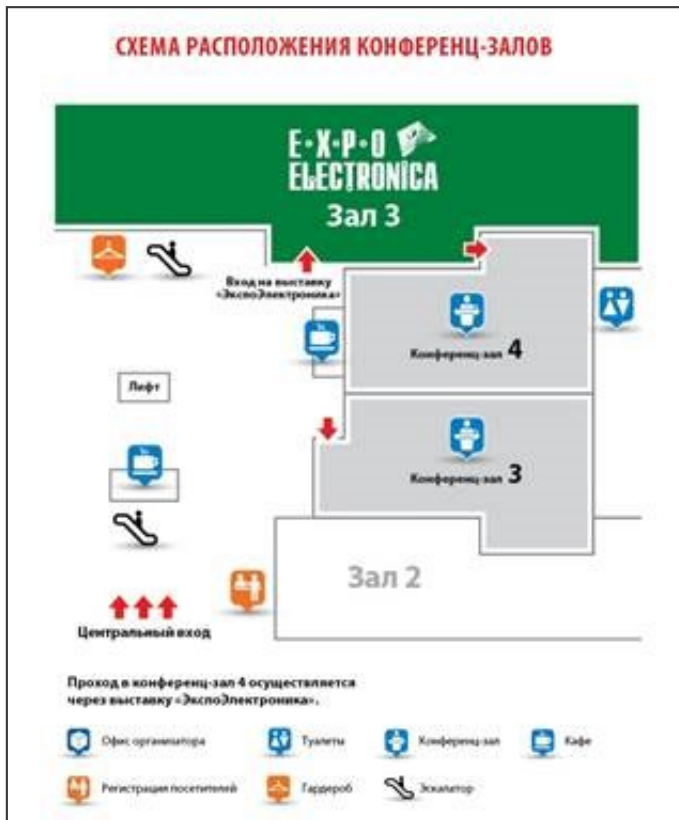 СХЕМА РАСПОЛОЖЕНИЯ КОНФЕРЕНЦ-ЗАЛОВ
E·X·P·O
ELECTRONICA
Зал 3
Вход на выставку
«ЭкспоЭлектроника»
Конференц-зал 4
Лифт
Конференц-зал 3
Зал 2
Центральный вход
Проход в конференц-зал 4 осуществляется
через выставку «ЭкспоЭлектроника».
Офис организатора
Туалеты
Конференц-зал
Кафе
Регистрация посетителей
Гардероб
Эскалатор